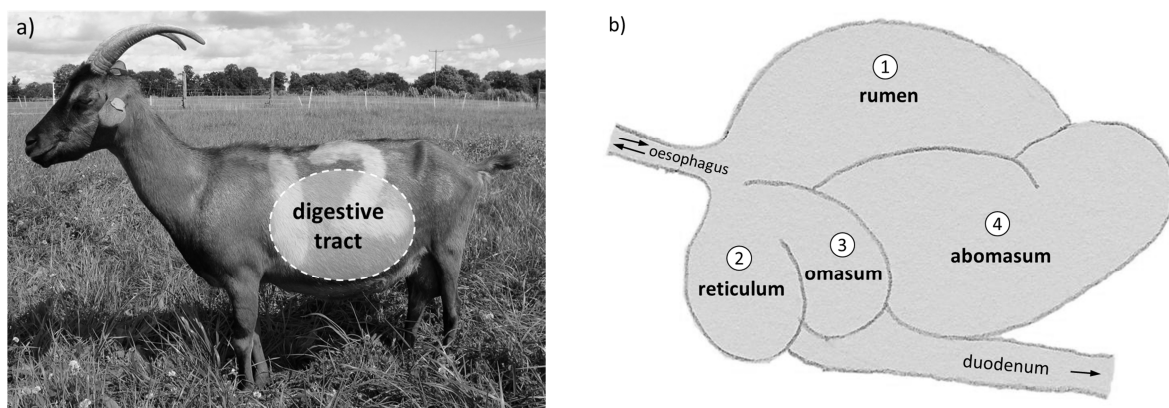 a)
digestive
tract
b)
1
rumen
oesophagus
2
reticulum
3
omasum
4
abomasum
duodenum